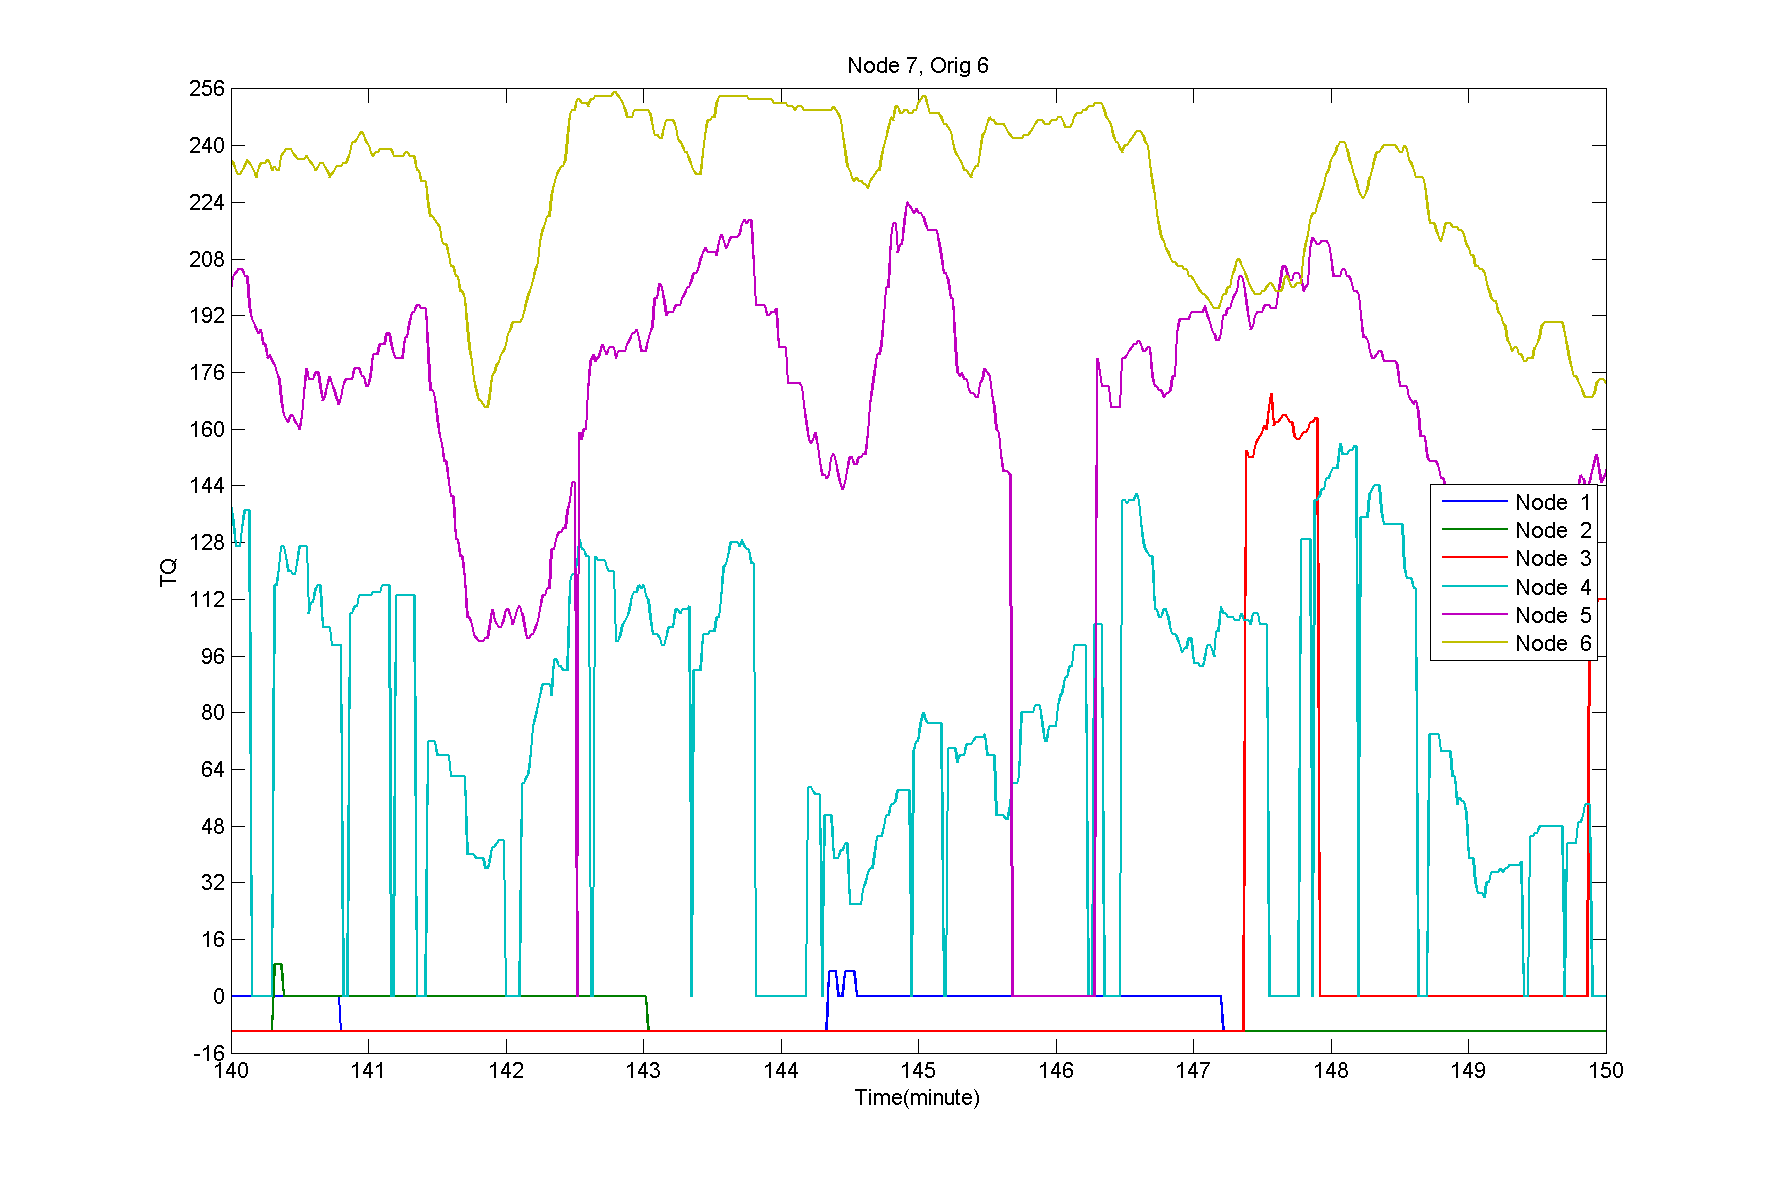 Node 7, Orig 6
256
240
224
208
192
176
160
144
128
112
96
80
64
48
32
16
0
-16
TQ
140 141 142 143 144 145 146 147 148 149 150
Time(minute)
Node 1
Node 2
Node 3
Node 4
Node 5
Node 6